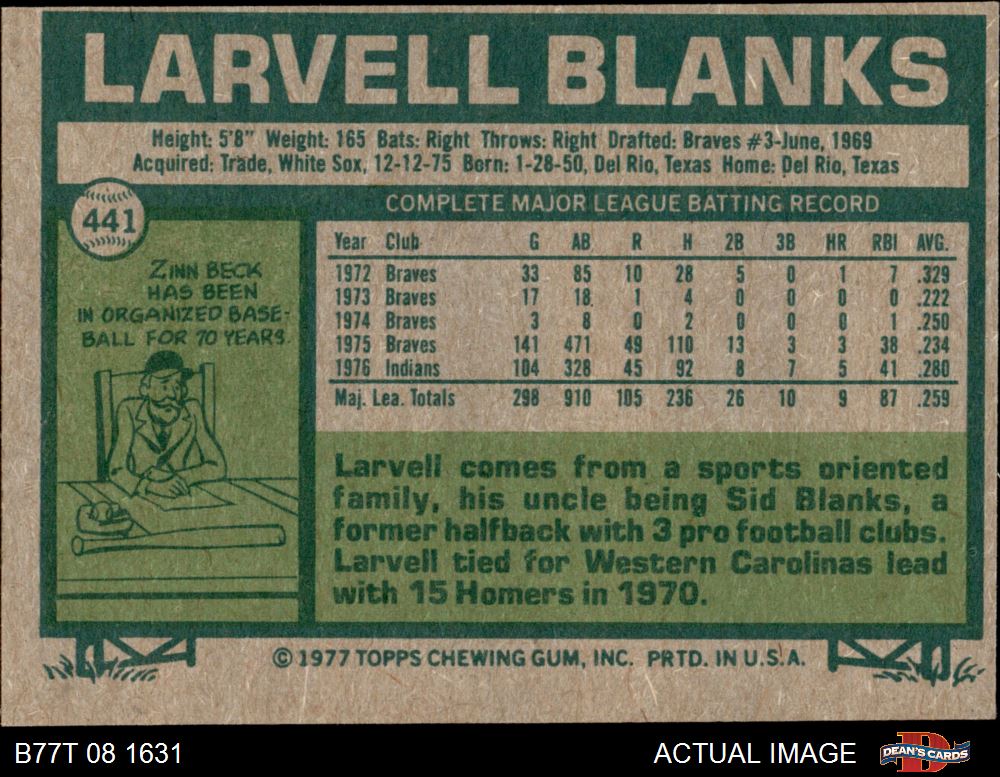 LARVELL BLANKS
Height: 5'8" Weight: 165 Bats: Right Throws: Right Drafted: Braves #3-June, 1969
Acquired: Trade, White Sox, 12-12-75 Born: 1-28-50, Del Rio, Texas Home: Del Rio, Texas
441
ZINN BECK
HAS BEEN
IN ORGANIZED BASE-
BALL FOR 70 YEARS.
COMPLETE MAJOR LEAGUE BATTING RECORD
Year Club G AB R H 2B 3B HR RBI AVG.
1972 Braves 33 85 10 28 5 0 1 7 .329
1973 Braves 17 18 1 4 0 0 0 0 .222
1974 Braves 3 8 0 2 0 0 0 1 .250
1975 Braves 141 471 49 110 13 3 3 38 .234
1976 Indians 104 328 45 92 8 7 5 41 .280
Maj. Lea. Totals 298 910 105 236 26 10 9 87 .259
Larvell comes from a sports oriented
family, his uncle being Sid Blanks, a
former halfback with 3 pro football clubs.
Larvell tied for Western Carolinas lead
with 15 Homers in 1970.
© 1977 TOPPS CHEWING GUM, INC. PRTD. IN U.S.A.
B77T 08 1631
ACTUAL IMAGE
DEAN'S CARDS